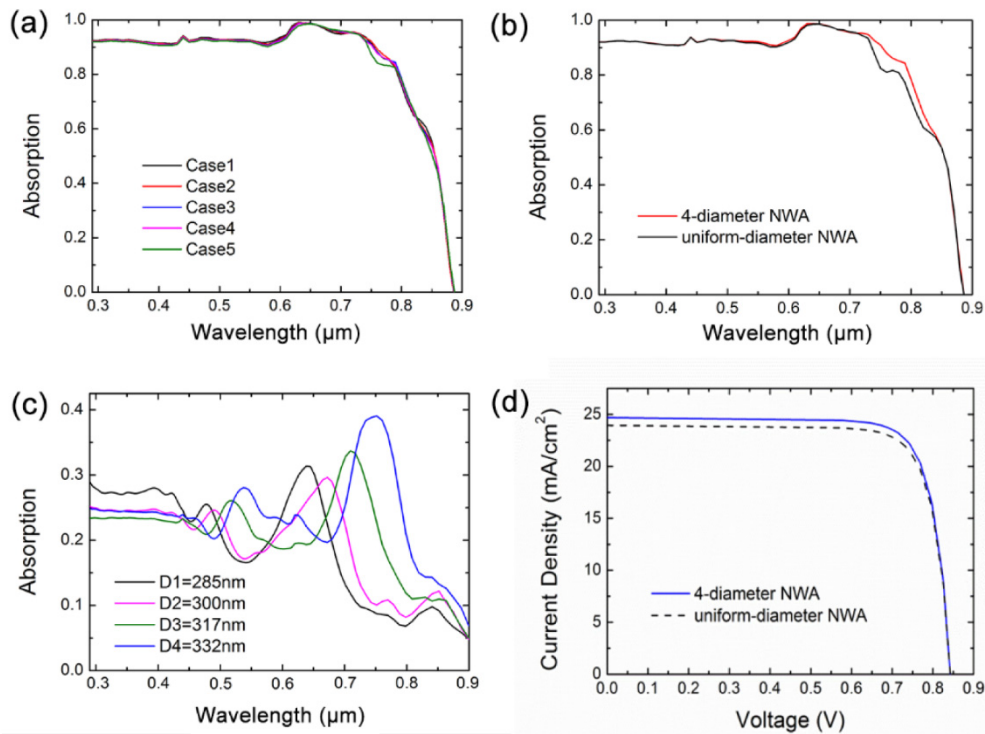 (a)
Absorption
1.0
0.8
0.6
0.4
0.2
0.0
Case1
Case2
Case3
Case4
Case5
0.3 0.4 0.5 0.6 0.7 0.8 0.9
Wavelength (μm)
(b)
Absorption
1.0
0.8
0.6
0.4
0.2
0.0
4-diameter NWA
uniform-diameter NWA
0.3 0.4 0.5 0.6 0.7 0.8 0.9
Wavelength (μm)
(c)
Absorption
0.4
0.3
0.2
0.1
0.0
D1=285nm
D2=300nm
D3=317nm
D4=332nm
0.3 0.4 0.5 0.6 0.7 0.8 0.9
Wavelength (μm)
(d)
Current Density (mA/cm²)
25
20
15
10
5
0
4-diameter NWA
uniform-diameter NWA
0.0 0.1 0.2 0.3 0.4 0.5 0.6 0.7 0.8 0.9
Voltage (V)